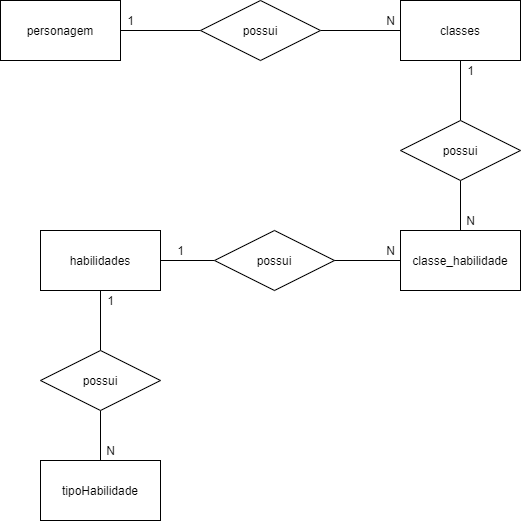 personagem
1
possui
N
classes
1
possui
N
habilidades
1
possui
N
classe_habilidade
1
possui
N
tipoHabilidade